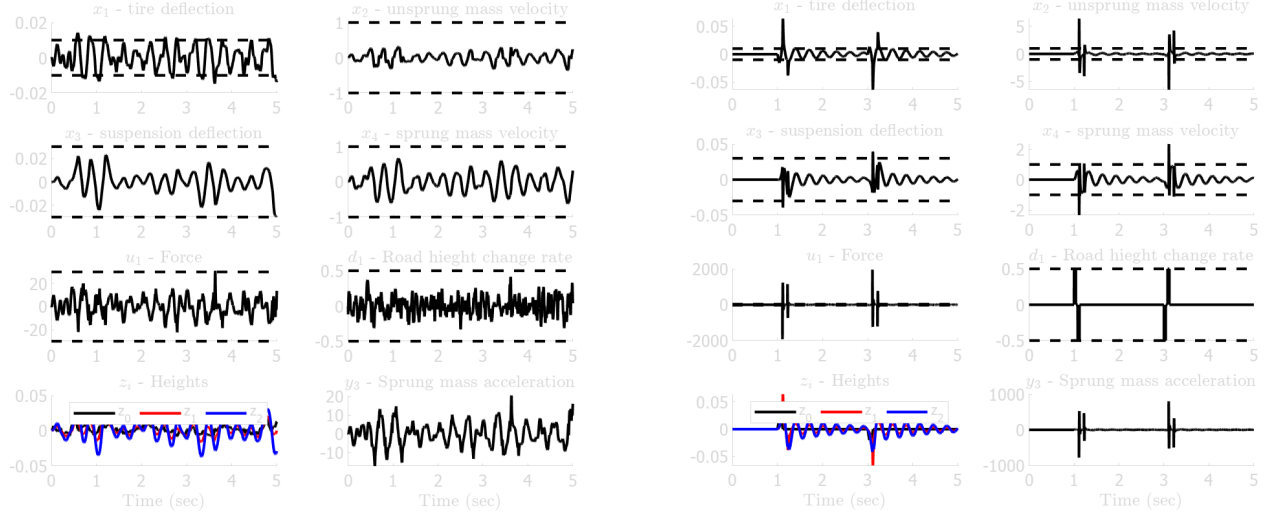 x₁ - tire deflection
0.02
0
-0.02
0 1 2 3 4 5
x₂ - unsprung mass velocity
1
0
-1
0 1 2 3 4 5
x₃ - suspension deflection
0.02
0
-0.02
0 1 2 3 4 5
x₄ - sprung mass velocity
1
0
-1
0 1 2 3 4 5
u₁ - Force
20
0
-20
0 1 2 3 4 5
d₁ - Road hieght change rate
0.5
0
-0.5
0 1 2 3 4 5
zᵢ - Heights
0.05
0
-0.05
z₀ z₁ z₂
0 1 2 3 4 5
Time (sec)
y₃ - Sprung mass acceleration
20
10
0
-10
0 1 2 3 4 5
Time (sec)
x₁ - tire deflection
0.05
0
-0.05
0 1 2 3 4 5
x₂ - unsprung mass velocity
5
0
-5
0 1 2 3 4 5
x₃ - suspension deflection
0.05
0
-0.05
0 1 2 3 4 5
x₄ - sprung mass velocity
2
0
-2
0 1 2 3 4 5
u₁ - Force
2000
0
-2000
0 1 2 3 4 5
d₁ - Road hieght change rate
0.5
0
-0.5
0 1 2 3 4 5
zᵢ - Heights
0.05
0
-0.05
z₀ z₁ z₂
0 1 2 3 4 5
Time (sec)
y₃ - Sprung mass acceleration
1000
0
-1000
0 1 2 3 4 5
Time (sec)